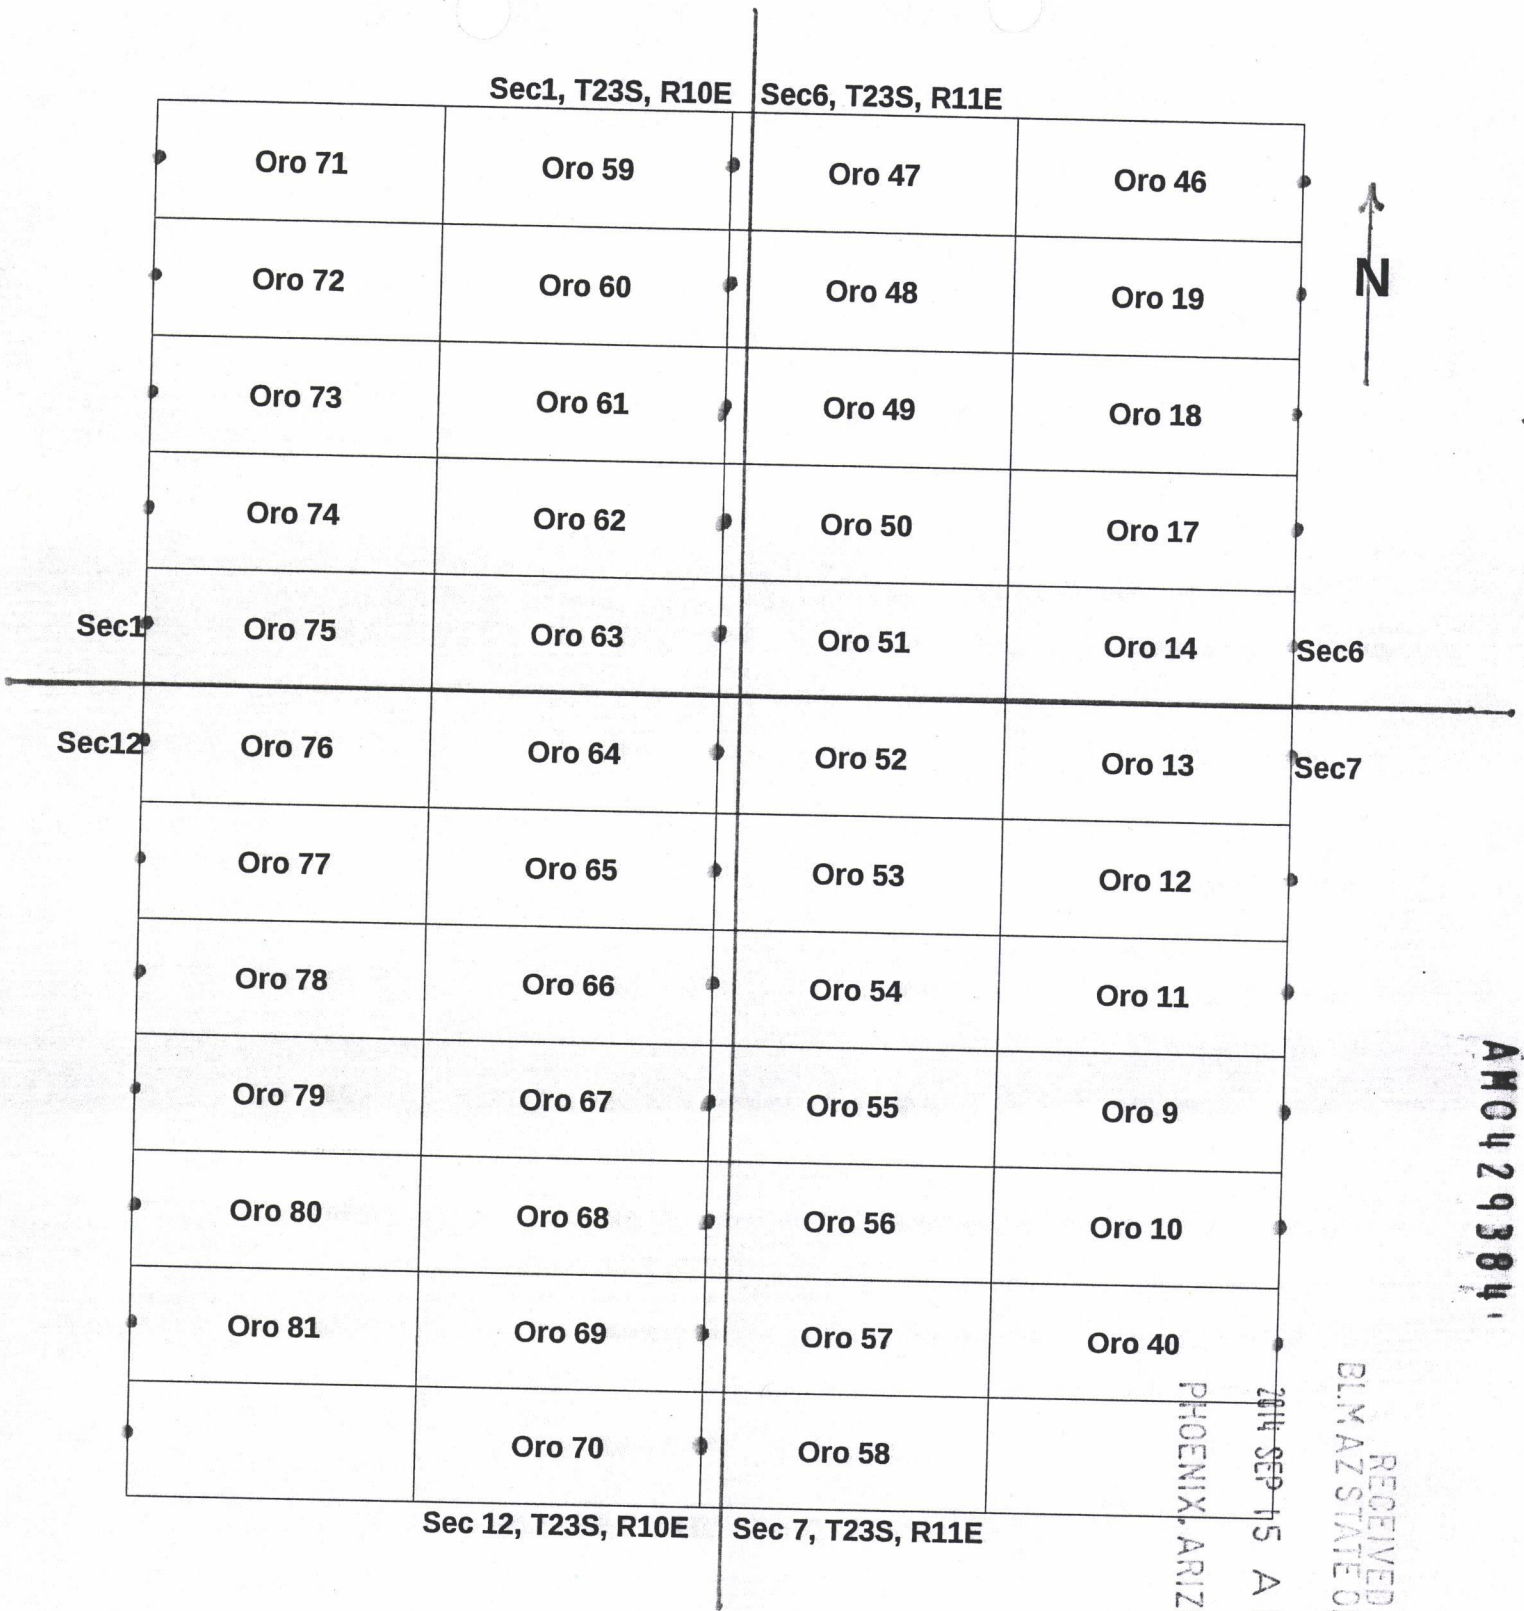 Sec1, T23S, R10E Sec6, T23S, R11E
Oro 71 Oro 59 Oro 47 Oro 46
N
Oro 72 Oro 60 Oro 48 Oro 19
Oro 73 Oro 61 Oro 49 Oro 18
Oro 74 Oro 62 Oro 50 Oro 17
Sec1 Oro 75 Oro 63 Oro 51 Oro 14 Sec6
Sec12 Oro 76 Oro 64 Oro 52 Oro 13 Sec7
Oro 77 Oro 65 Oro 53 Oro 12
Oro 78 Oro 66 Oro 54 Oro 11
Oro 79 Oro 67 Oro 55 Oro 9
Oro 80 Oro 68 Oro 56 Oro 10
Oro 81 Oro 69 Oro 57 Oro 40
Oro 70 Oro 58
Sec 12, T23S, R10E Sec 7, T23S, R11E
AMC429384
RECEIVED
BLM AZ STATE
2014 SEP 15 A
PHOENIX, ARIZ